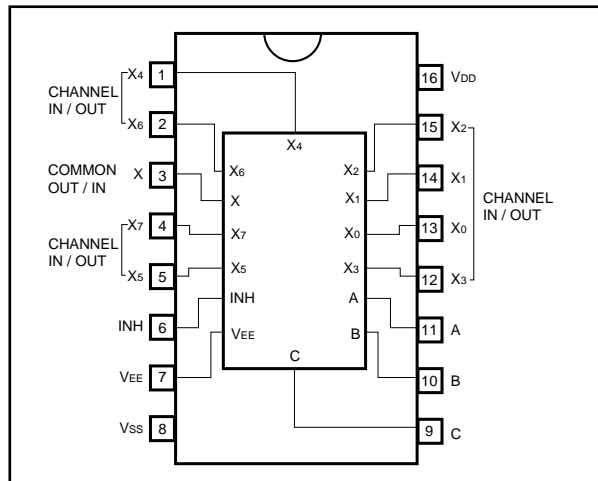 X4 1
CHANNEL
IN / OUT
X6 2
COMMON
OUT / IN
X 3
X7 4
CHANNEL
IN / OUT
X5 5
INH 6
VEE 7
VSS 8
X4
X6
X
X7
X5
INH
VEE
C
X2
X1
X0
X3
A
B
16 VDD
15 X2
14 X1
CHANNEL
IN / OUT
13 X0
12 X3
11 A
10 B
9 C